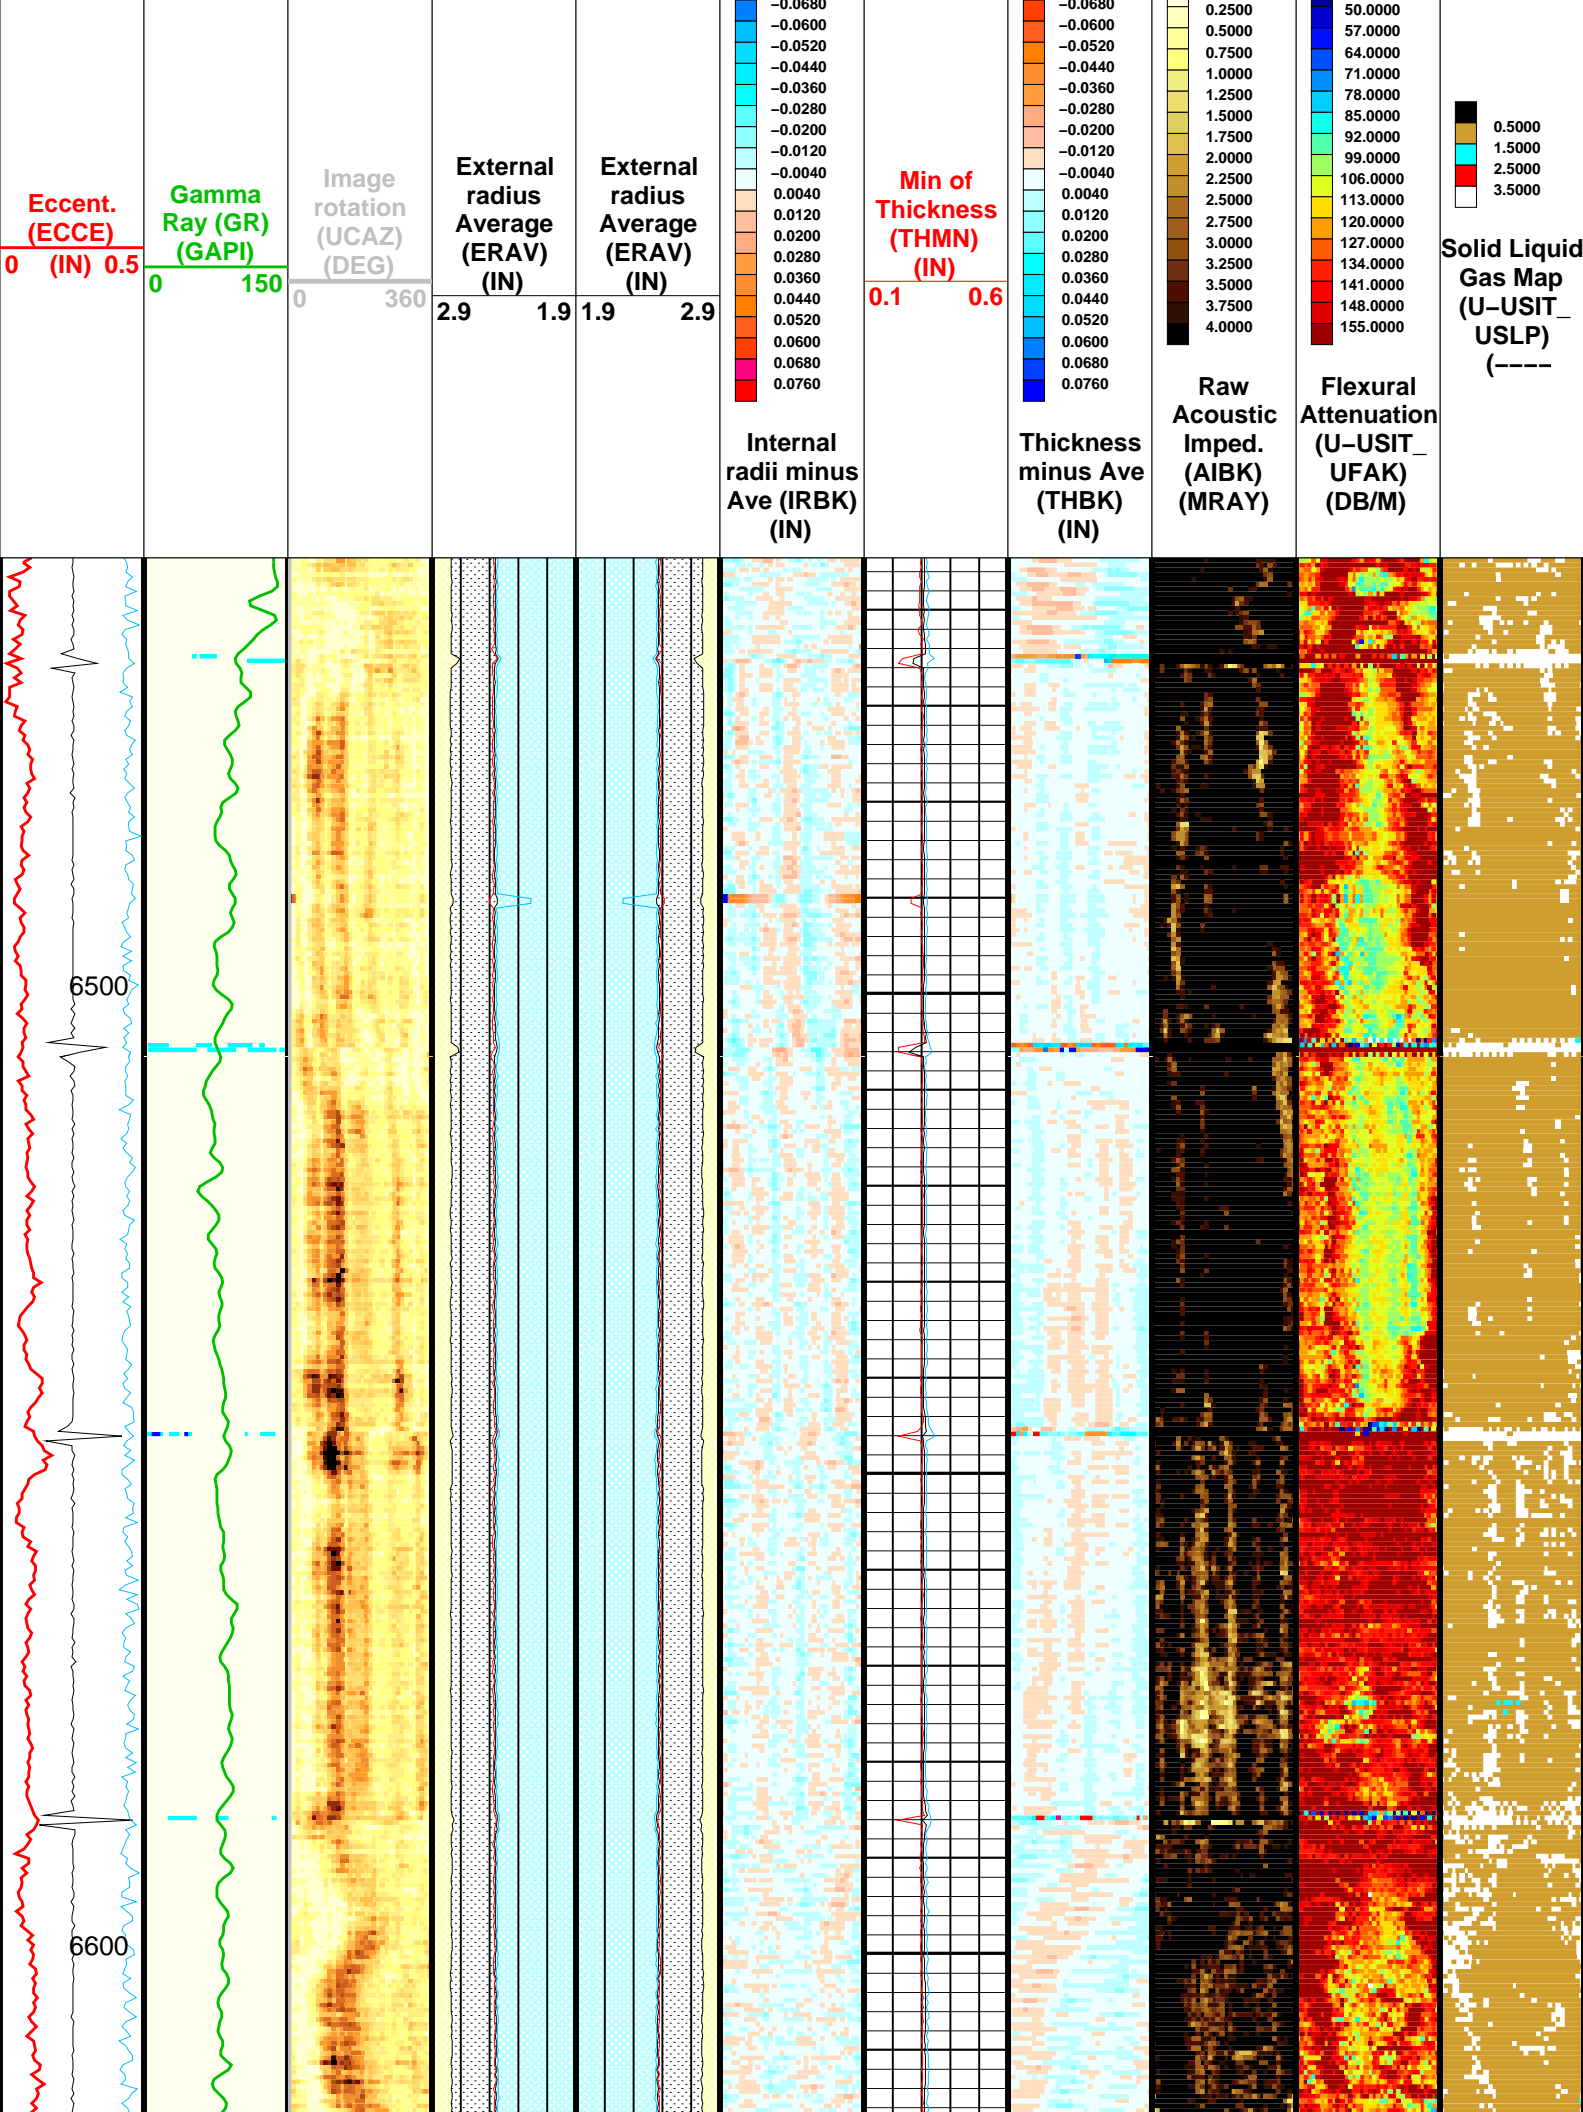 Eccent.
(ECCE)
0 (IN) 0.5
Gamma
Ray (GR)
(GAPI)
0 150
Image
rotation
(UCAZ)
(DEG)
0 360
External
radius
Average
(ERAV)
(IN)
2.9 1.9
External
radius
Average
(ERAV)
(IN)
1.9 2.9
−0.0680
−0.0600
−0.0520
−0.0440
−0.0360
−0.0280
−0.0200
−0.0120
−0.0040
0.0040
0.0120
0.0200
0.0280
0.0360
0.0440
0.0520
0.0600
0.0680
0.0760
Internal
radii minus
Ave (IRBK)
(IN)
Min of
Thickness
(THMN)
(IN)
0.1 0.6
−0.0680
−0.0600
−0.0520
−0.0440
−0.0360
−0.0280
−0.0200
−0.0120
−0.0040
0.0040
0.0120
0.0200
0.0280
0.0360
0.0440
0.0520
0.0600
0.0680
0.0760
Thickness
minus Ave
(THBK)
(IN)
0.2500
0.5000
0.7500
1.0000
1.2500
1.5000
1.7500
2.0000
2.2500
2.5000
2.7500
3.0000
3.2500
3.5000
3.7500
4.0000
Raw
Acoustic
Imped.
(AIBK)
(MRAY)
50.0000
57.0000
64.0000
71.0000
78.0000
85.0000
92.0000
99.0000
106.0000
113.0000
120.0000
127.0000
134.0000
141.0000
148.0000
155.0000
Flexural
Attenuation
(U−USIT_
UFAK)
(DB/M)
0.5000
1.5000
2.5000
3.5000
Solid Liquid
Gas Map
(U−USIT_
USLP)
(−−−−
6500
6600